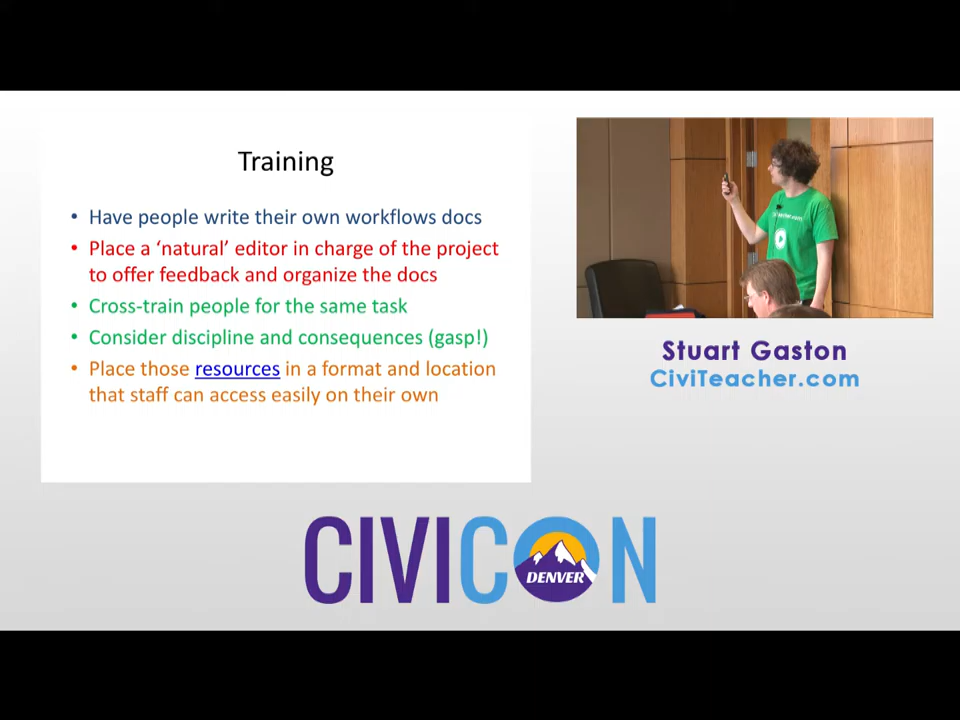 Training
• Have people write their own workflows docs
• Place a ‘natural’ editor in charge of the project
to offer feedback and organize the docs
• Cross-train people for the same task
• Consider discipline and consequences (gasp!)
• Place those resources in a format and location
that staff can access easily on their own
Stuart Gaston
CiviTeacher.com
CIVICON
DENVER